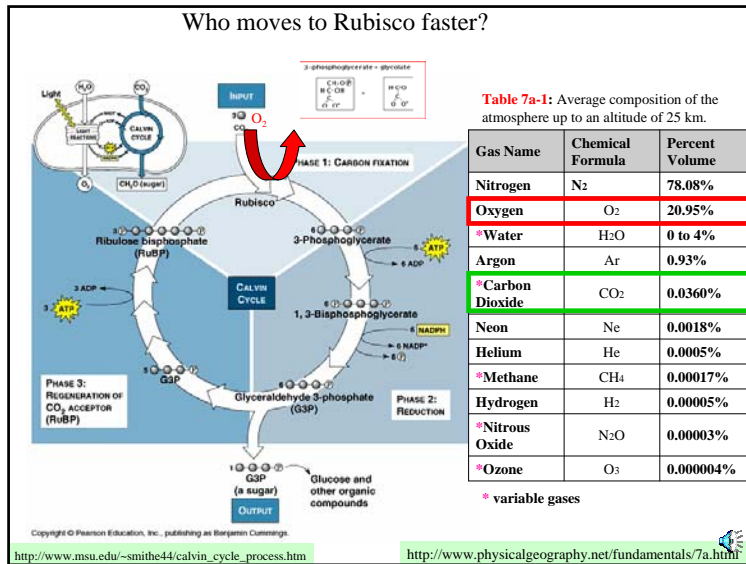 Who moves to Rubisco faster?
3-phosphoglycerate + glycolate
Light
H2O
CO2
LIGHT REACTIONS
CALVIN CYCLE
O2
CH2O (sugar)
INPUT
3
CO
O2
PHASE 1: CARBON FIXATION
Rubisco
3 P
Ribulose bisphosphate
(RuBP)
6 P
3-Phosphoglycerate
6 ATP
6 ADP
CALVIN
CYCLE
6 P
1, 3-Bisphosphoglycerate
6 NADPH
6 NADP+
6 P
3 ADP
3 ATP
5 P
G3P
6 P
Glyceraldehyde 3-phosphate
(G3P)
PHASE 3:
REGENERATION OF
CO2 ACCEPTOR
(RuBP)
PHASE 2:
REDUCTION
1 P
G3P
(a sugar)
OUTPUT
Glucose and
other organic
compounds
Copyright © Pearson Education, Inc., publishing as Benjamin Cummings.
http://www.msu.edu/~smithe44/calvin_cycle_process.htm
Table 7a-1: Average composition of the
atmosphere up to an altitude of 25 km.
Gas Name Chemical Formula Percent Volume
Nitrogen N2 78.08%
Oxygen O2 20.95%
*Water H2O 0 to 4%
Argon Ar 0.93%
*Carbon Dioxide CO2 0.0360%
Neon Ne 0.0018%
Helium He 0.0005%
*Methane CH4 0.00017%
Hydrogen H2 0.00005%
*Nitrous Oxide N2O 0.00003%
*Ozone O3 0.000004%
* variable gases
http://www.physicalgeography.net/fundamentals/7a.html